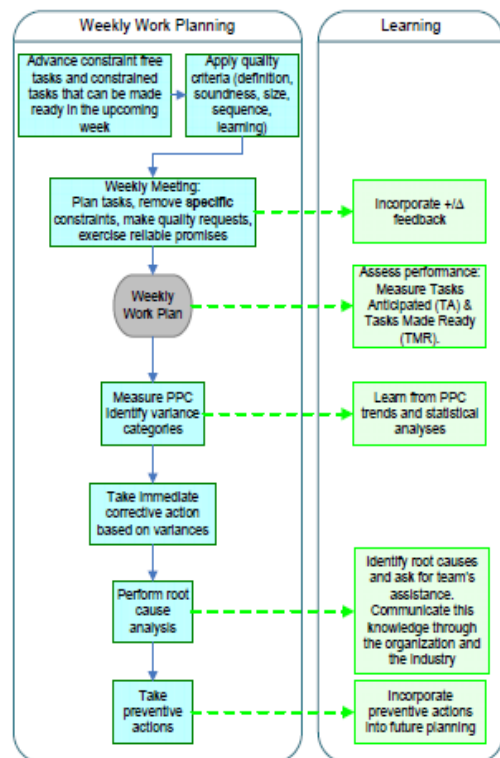 Weekly Work Planning
Learning
Advance constraint free
tasks and constrained
tasks that can be made
ready in the upcoming
week
Apply quality
criteria (definition,
soundness, size,
sequence,
learning)
Weekly Meeting:
Plan tasks, remove specific
constraints, make quality requests,
exercise reliable promises
Incorporate +/Δ
feedback
Weekly
Work Plan
Assess performance:
Measure Tasks
Anticipated (TA) &
Tasks Made Ready
(TMR).
Measure PPC
Identify variance
categories
Learn from PPC
trends and statistical
analyses
Take immediate
corrective action
based on variances
Perform root
cause
analysis
Identify root causes
and ask for team's
assistance.
Communicate this
knowledge through
the organization and
the industry
Take
preventive
actions
Incorporate
preventive actions
into future planning